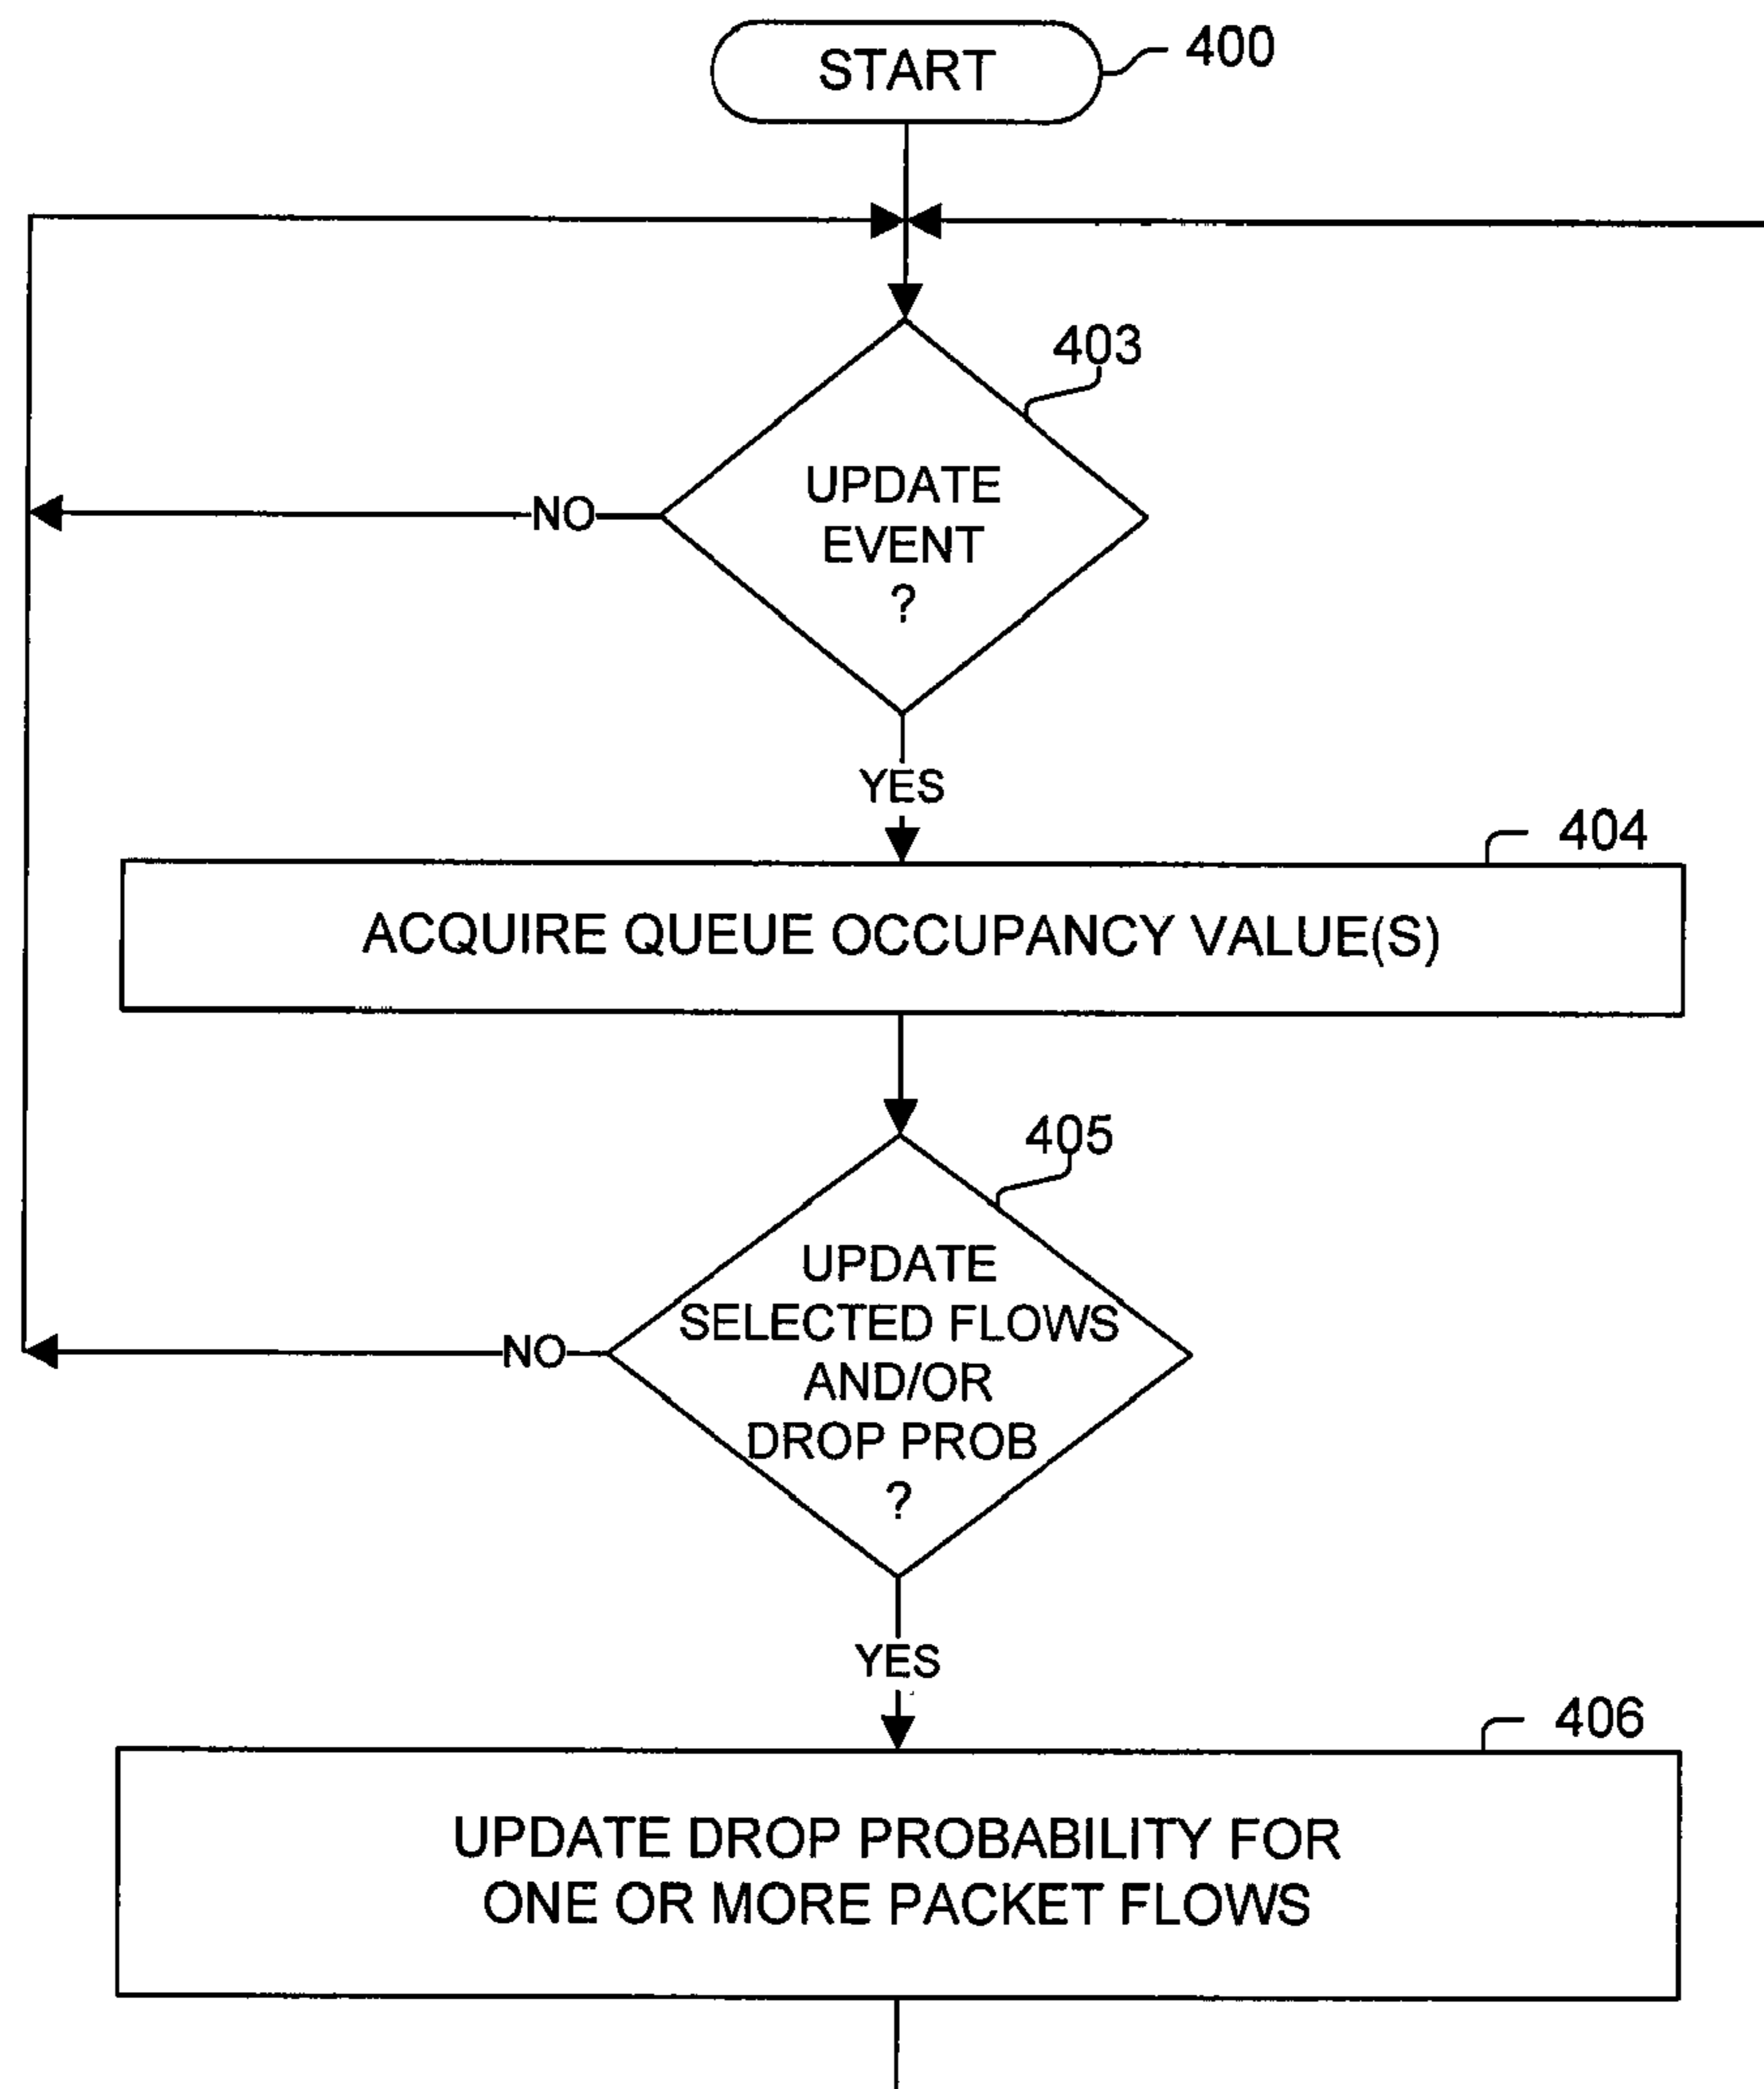 START
400
403
UPDATE
EVENT
?
NO
YES
404
ACQUIRE QUEUE OCCUPANCY VALUE(S)
405
UPDATE
SELECTED FLOWS
AND/OR
DROP PROB
?
NO
YES
406
UPDATE DROP PROBABILITY FOR
ONE OR MORE PACKET FLOWS